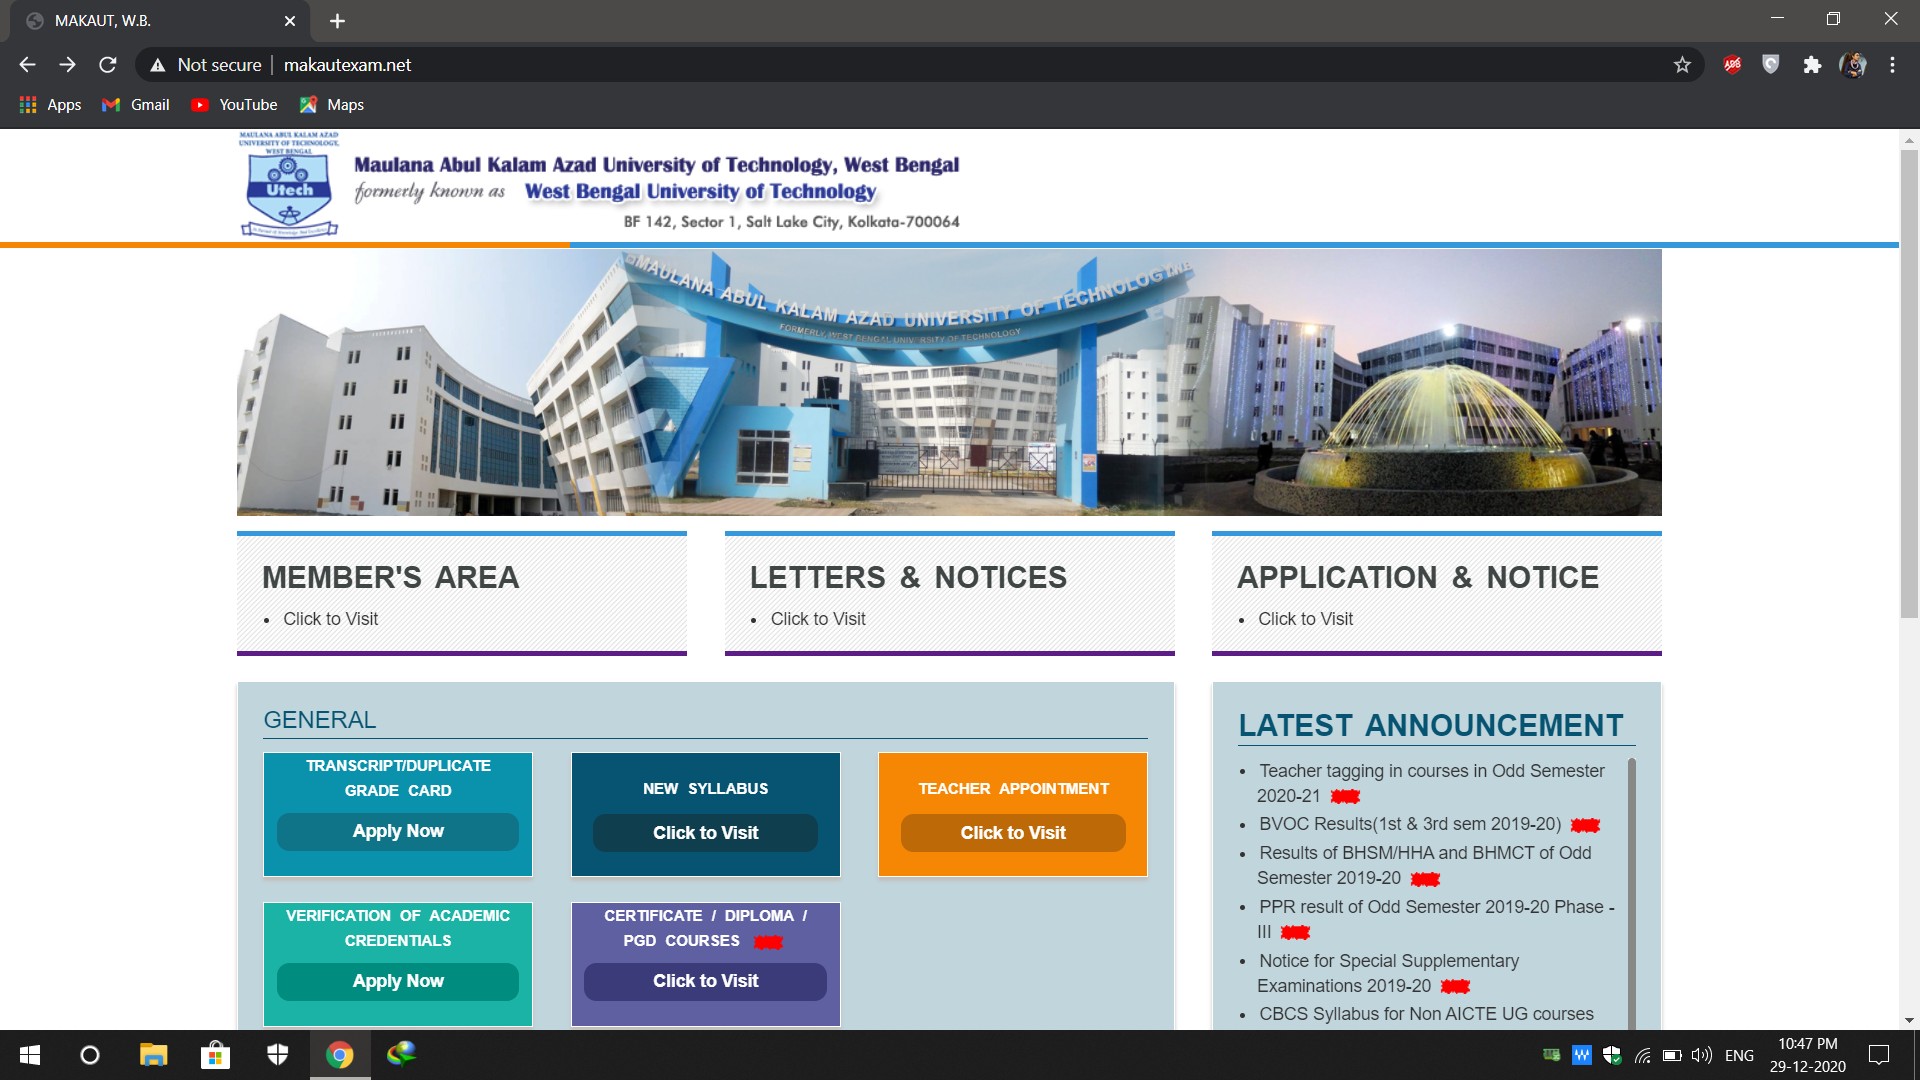 MAKAUT, W.B.
Not secure
makautexam.net
ABP
Apps
Gmail
YouTube
Maps
MAULANA ABUL KALAM AZAD
UNIVERSITY OF TECHNOLOGY,
WEST BENGAL
Utech
Maulana Abul Kalam Azad University of Technology, West Bengal
formerly known as West Bengal University of Technology
BF 142, Sector 1, Salt Lake City, Kolkata-700064
MAULANA ABUL KALAM AZAD UNIVERSITY OF TECHNOLOGY W.B.
FORMERLY WEST BENGAL UNIVERSITY OF TECHNOLOGY
MEMBER'S AREA
Click to Visit
LETTERS & NOTICES
Click to Visit
APPLICATION & NOTICE
Click to Visit
GENERAL
TRANSCRIPT/DUPLICATE
GRADE CARD
Apply Now
NEW SYLLABUS
Click to Visit
TEACHER APPOINTMENT
Click to Visit
VERIFICATION OF ACADEMIC
CREDENTIALS
Apply Now
CERTIFICATE / DIPLOMA /
PGD COURSES
Click to Visit
LATEST ANNOUNCEMENT
Teacher tagging in courses in Odd Semester
2020-21
BVOC Results(1st & 3rd sem 2019-20)
Results of BHSM/HHA and BHMCT of Odd
Semester 2019-20
PPR result of Odd Semester 2019-20 Phase -
III
Notice for Special Supplementary
Examinations 2019-20
CBCS Syllabus for Non AICTE UG courses
ENG
10:47 PM
29-12-2020